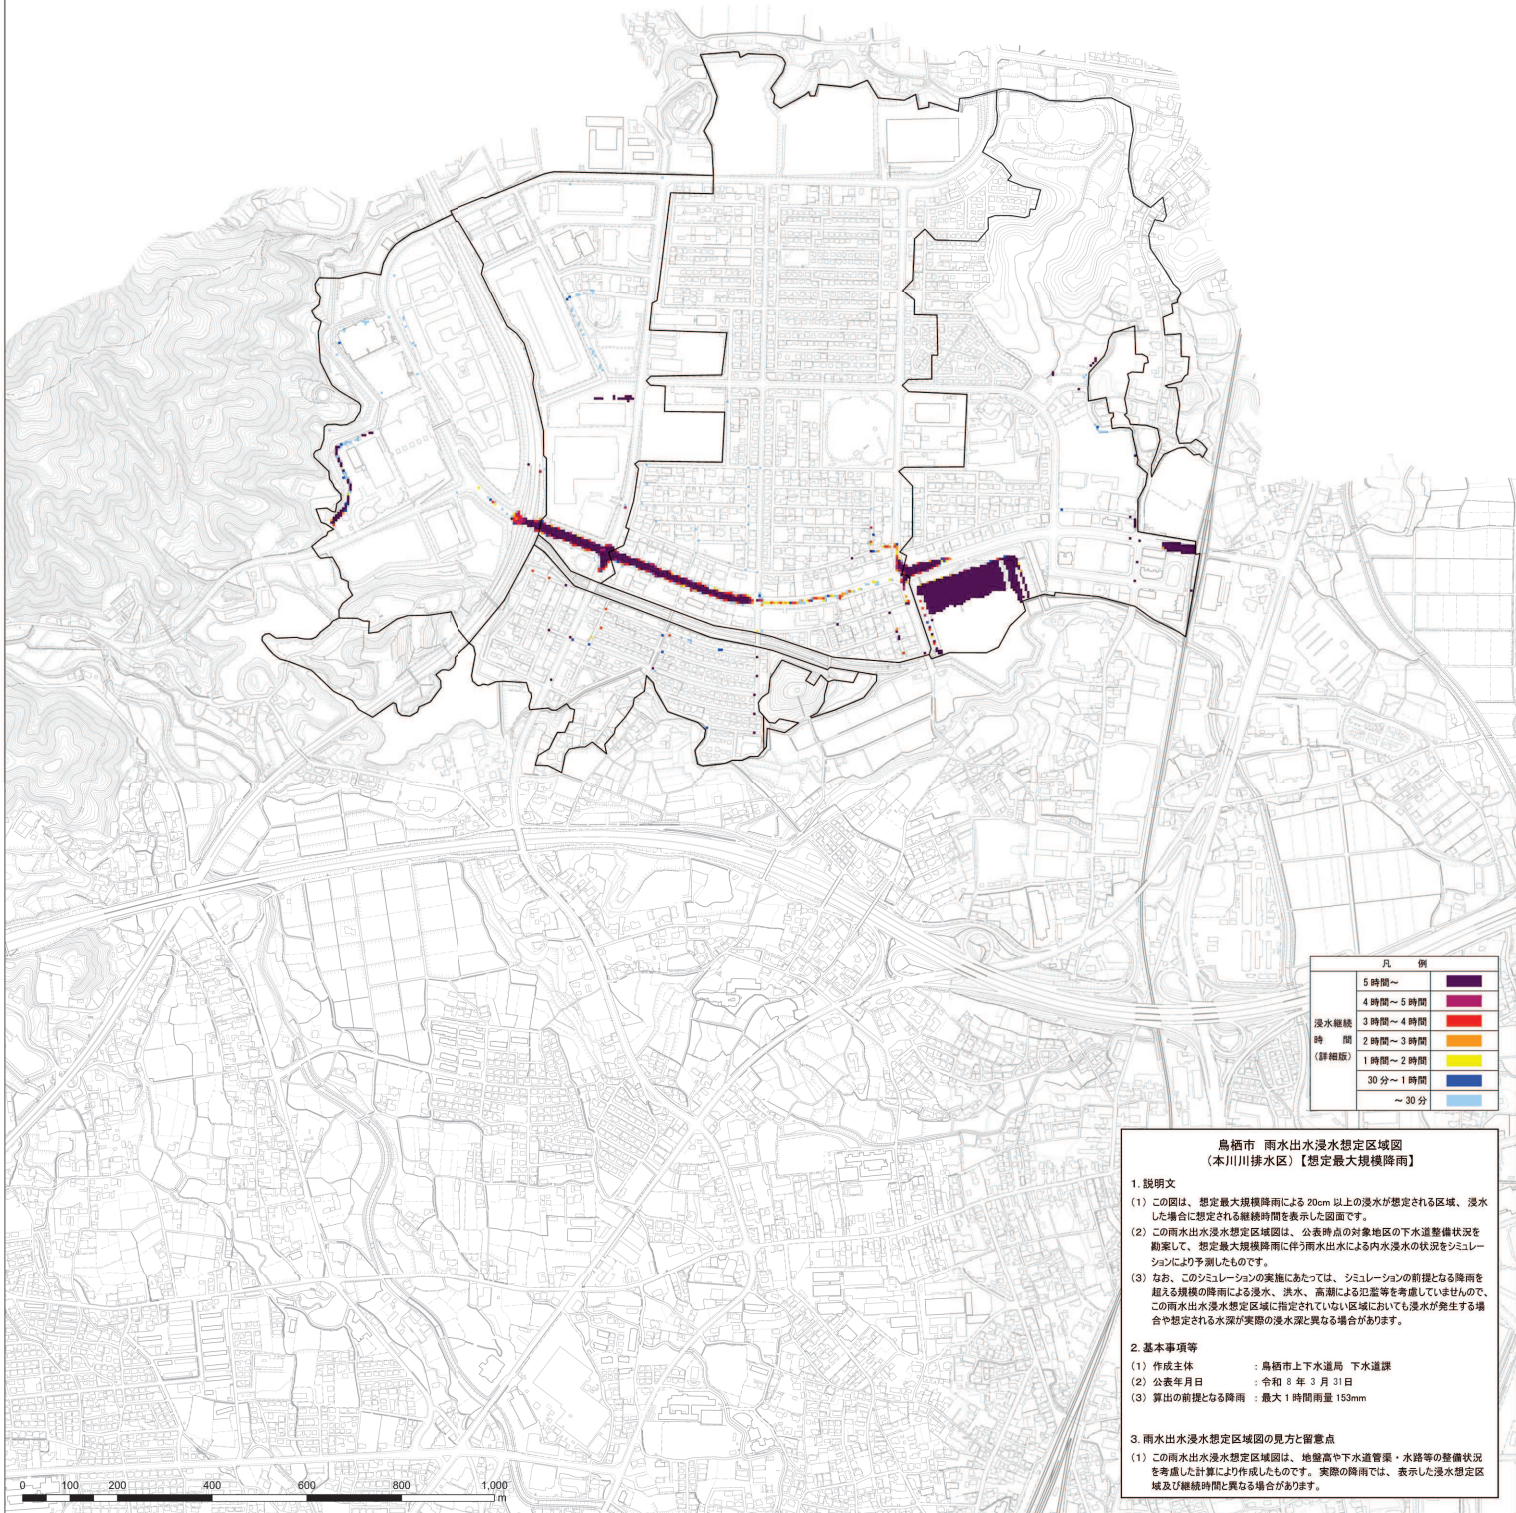 凡 例
浸水継続
時 間
（詳細版）
5 時間～
4 時間～ 5 時間
3 時間～ 4 時間
2 時間～ 3 時間
1 時間～ 2 時間
30 分～ 1 時間
～ 30 分
鳥栖市 雨水出水浸水想定区域図
（本川川排水区）【想定最大規模降雨】
1. 説明文
（1） この図は、 想定最大規模降雨による 20cm 以上の浸水が想定される区域、 浸水
した場合に想定される継続時間を表示した図面です。
（2） この雨水出水浸水想定区域図は、 公表時点の対象地区の下水道整備状況を
勘案して、 想定最大規模降雨に伴う雨水出水による内水浸水の状況をシミュレー
ションにより予測したものです。
（3） なお、 このシミュレーションの実施にあたっては、 シミュレーションの前提となる降雨を
超える規模の降雨による浸水、 洪水、 高潮による氾濫等を考慮していませんので、
この雨水出水浸水想定区域に指定されていない区域においても浸水が発生する場
合や想定される水深が実際の浸水深と異なる場合があります。
2. 基本事項等
（1） 作成主体 ： 鳥栖市上下水道局 下水道課
（2） 公表年月日 ： 令和 8 年 3 月 31日
（3） 算出の前提となる降雨 ： 最大 1 時間雨量 153mm
3. 雨水出水浸水想定区域図の見方と留意点
（1） この雨水出水浸水想定区域図は、 地盤高や下水道管渠・水路等の整備状況
を考慮した計算により作成したものです。 実際の降雨では、 表示した浸水想定区
域及び継続時間と異なる場合があります。
0 100 200 400 600 800 1,000
m